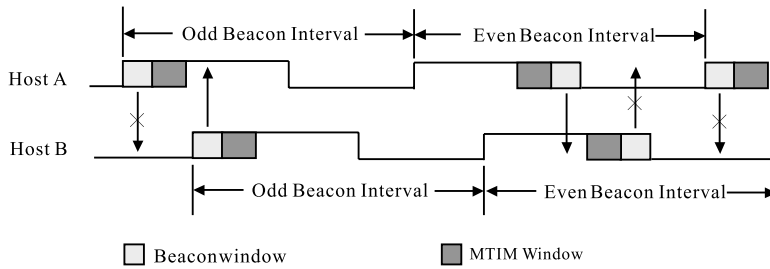 Odd Beacon Interval
Even Beacon Interval
Host A
Host B
Odd Beacon Interval
Even Beacon Interval
Beaconwindow
MTIM Window